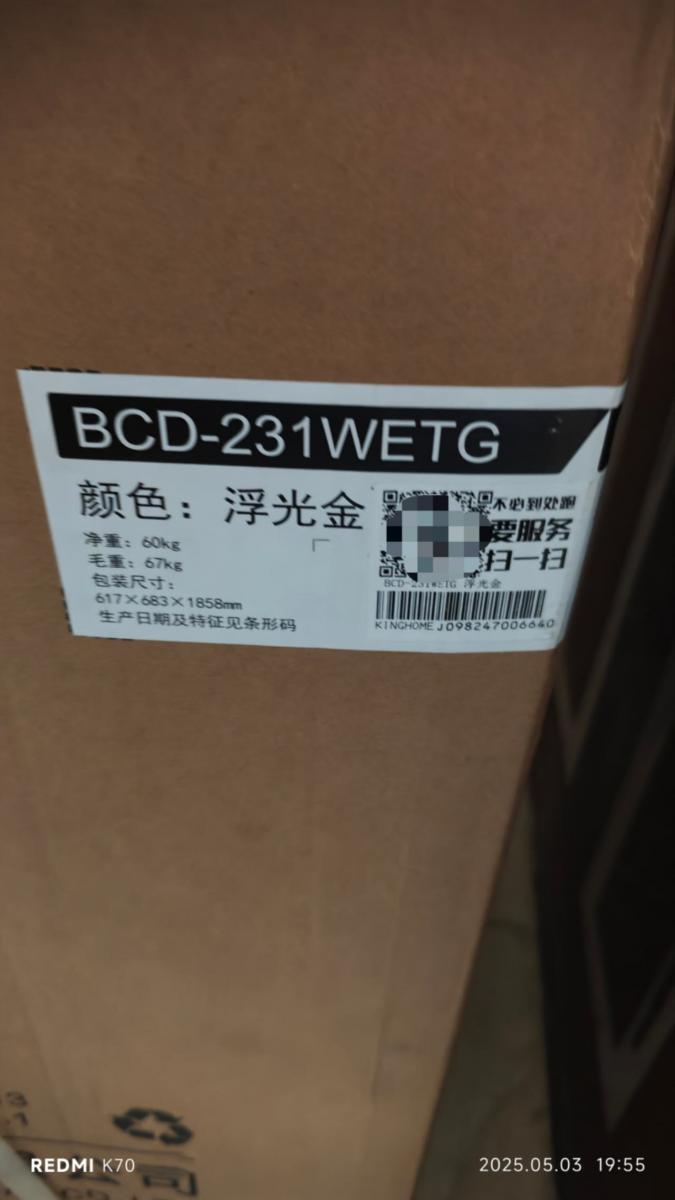 BCD-231WETG
颜色：浮光金
净重：60kg
毛重：67kg
包装尺寸：
617×683×1858mm
生产日期及特征见条形码
不必到处跑
要服务
扫一扫
BCD-231WETG 浮光金
KINGHOME J098247006640
REDMI K70
2025.05.03 19:55